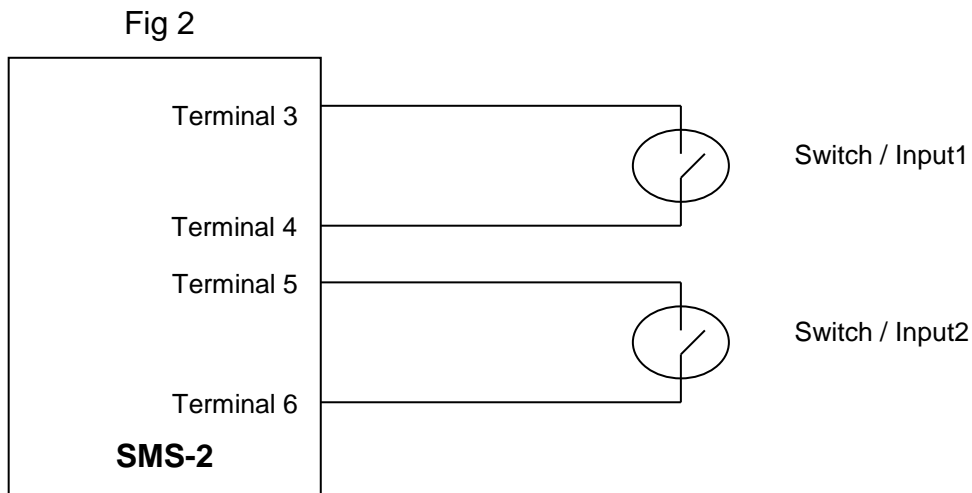 Fig 2
Terminal 3
Switch / Input1
Terminal 4
Terminal 5
Switch / Input2
Terminal 6
SMS-2